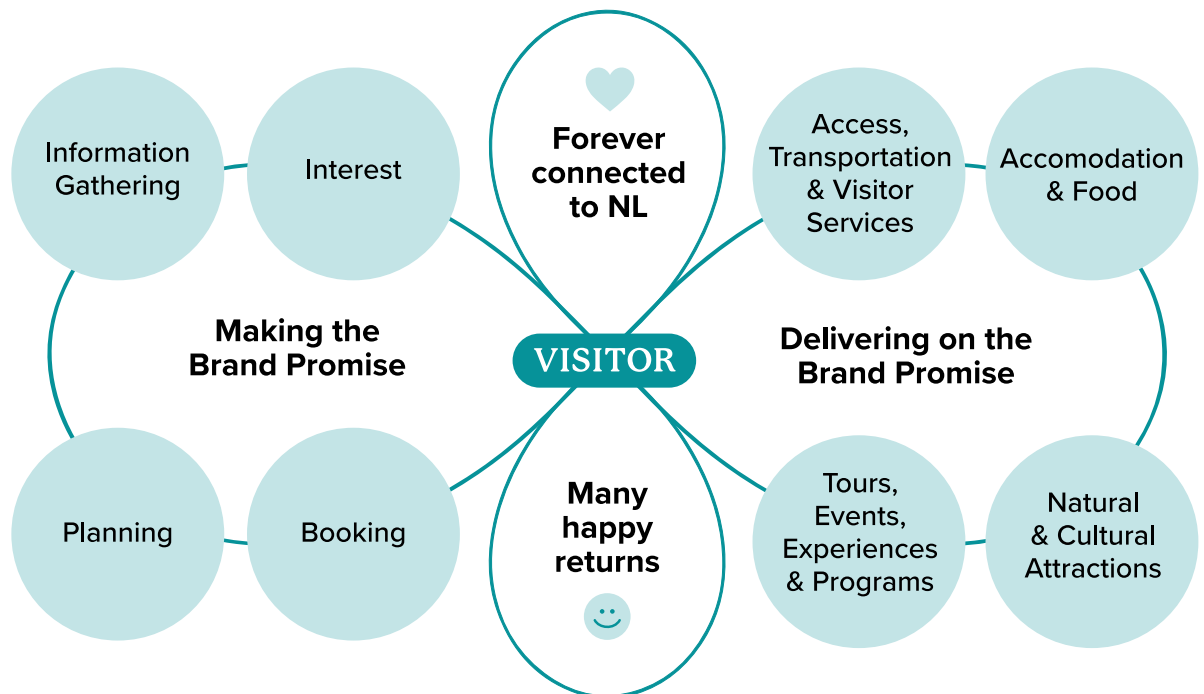 Information
Gathering
Interest
Forever
connected
to NL
Access,
Transportation
& Visitor
Services
Accomodation
& Food
Making the
Brand Promise
VISITOR
Delivering on the
Brand Promise
Planning
Booking
Many
happy
returns
Tours,
Events,
Experiences
& Programs
Natural
& Cultural
Attractions